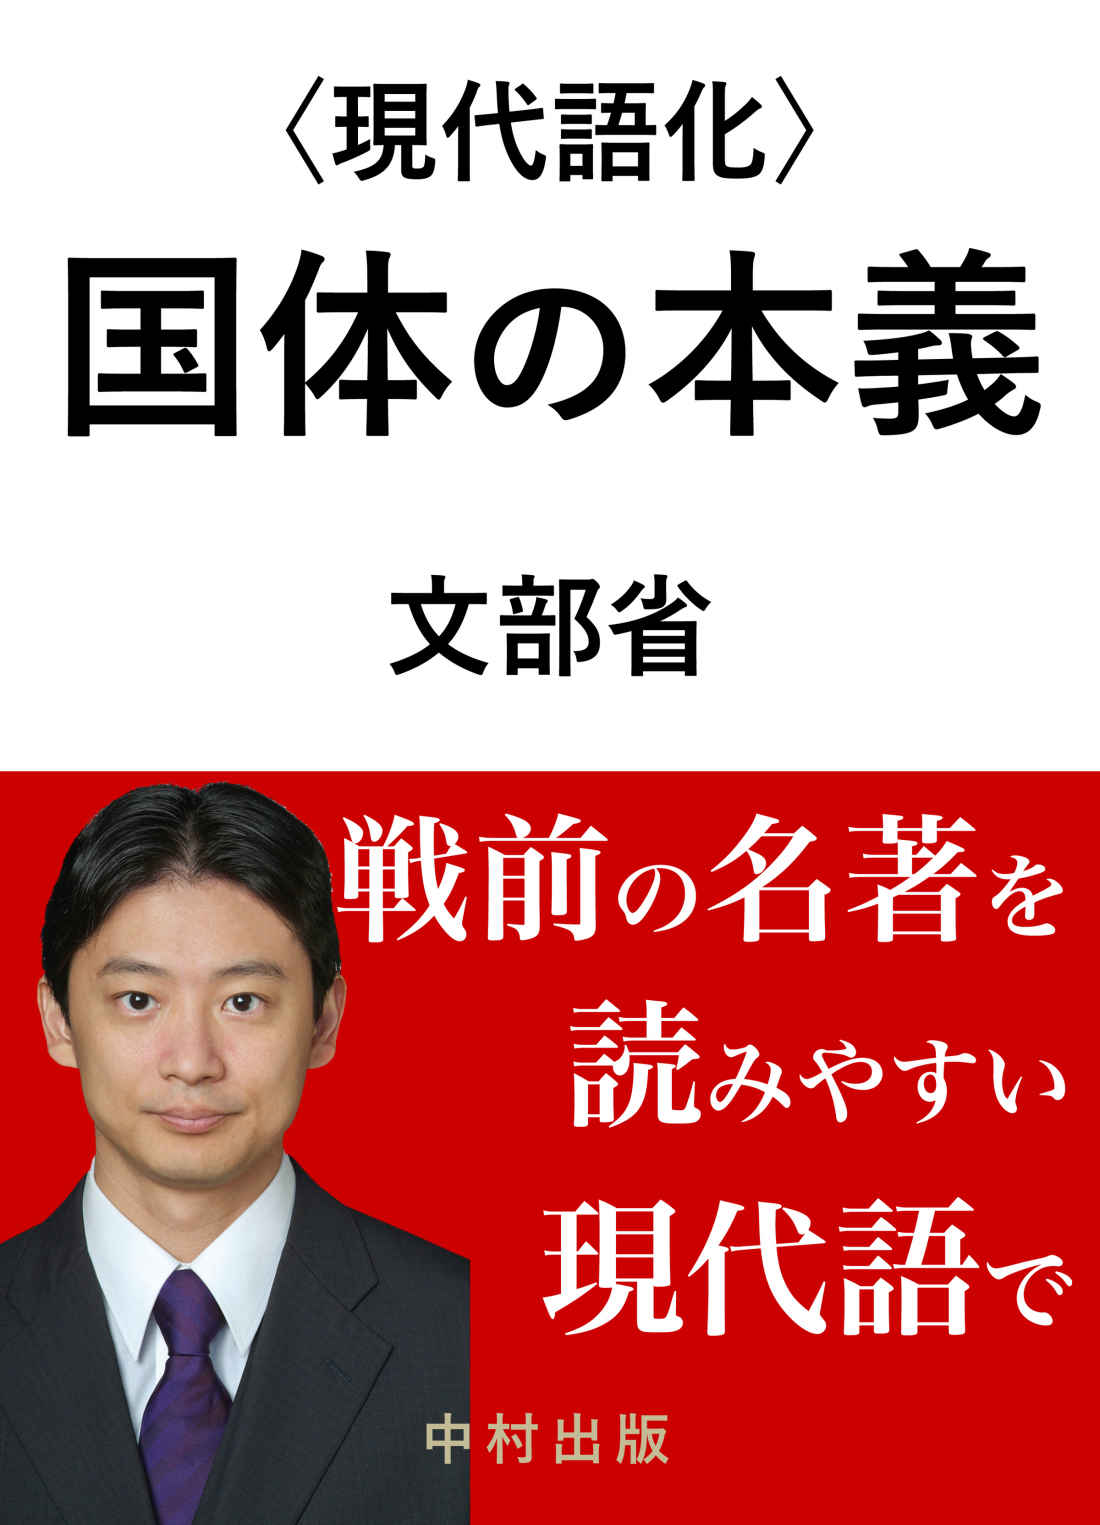 〈現代語化〉
国体の本義
文部省
戦前の名著を
読みやすい
現代語で
中村出版